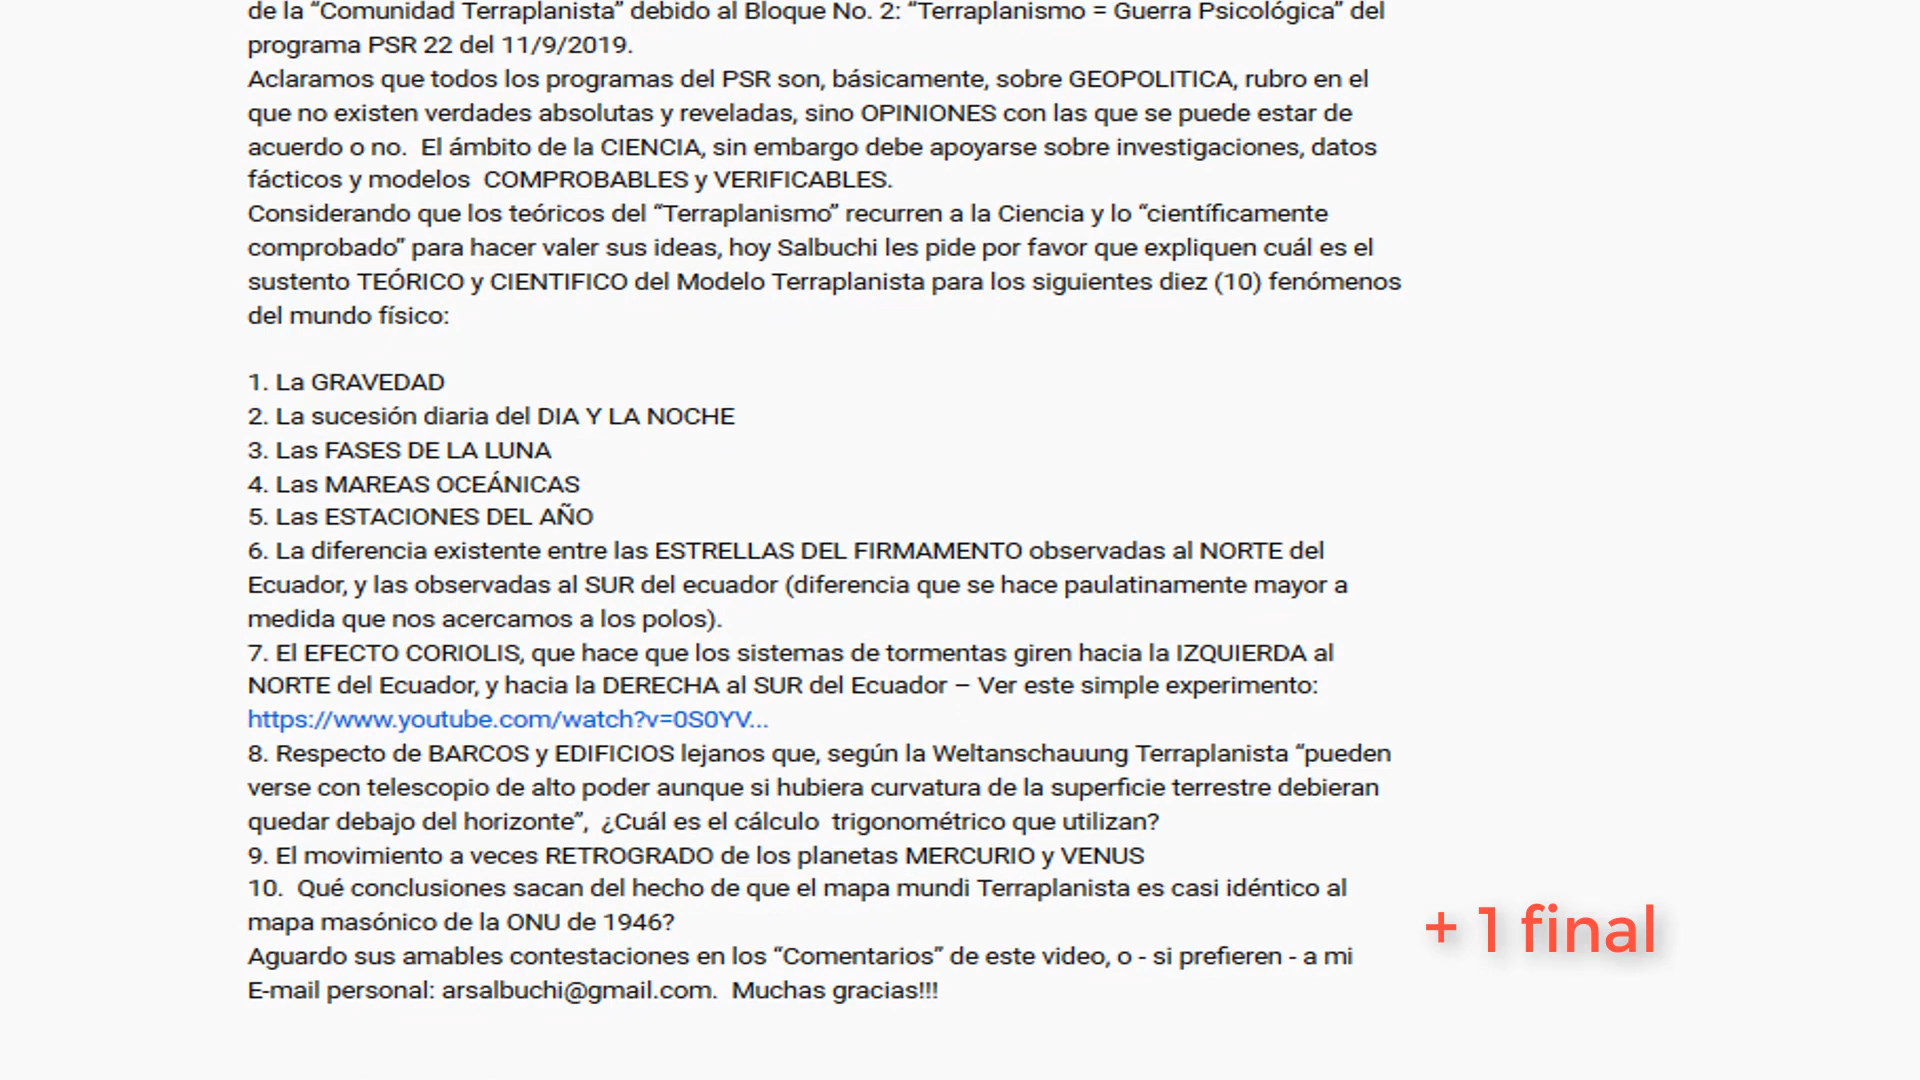 de la “Comunidad Terraplanista” debido al Bloque No. 2: “Terraplanismo = Guerra Psicológica” del
programa PSR 22 del 11/9/2019.
Aclaramos que todos los programas del PSR son, básicamente, sobre GEOPOLITICA, rubro en el
que no existen verdades absolutas y reveladas, sino OPINIONES con las que se puede estar de
acuerdo o no.  El ámbito de la CIENCIA, sin embargo debe apoyarse sobre investigaciones, datos
fácticos y modelos  COMPROBABLES y VERIFICABLES.
Considerando que los teóricos del “Terraplanismo” recurren a la Ciencia y lo “científicamente
comprobado” para hacer valer sus ideas, hoy Salbuchi les pide por favor que expliquen cuál es el
sustento TEÓRICO y CIENTIFICO del Modelo Terraplanista para los siguientes diez (10) fenómenos
del mundo físico:
1. La GRAVEDAD
2. La sucesión diaria del DIA Y LA NOCHE
3. Las FASES DE LA LUNA
4. Las MAREAS OCEÁNICAS
5. Las ESTACIONES DEL AÑO
6. La diferencia existente entre las ESTRELLAS DEL FIRMAMENTO observadas al NORTE del
Ecuador, y las observadas al SUR del ecuador (diferencia que se hace paulatinamente mayor a
medida que nos acercamos a los polos).
7. El EFECTO CORIOLIS, que hace que los sistemas de tormentas giren hacia la IZQUIERDA al
NORTE del Ecuador, y hacia la DERECHA al SUR del Ecuador – Ver este simple experimento:
https://www.youtube.com/watch?v=0S0YV...
8. Respecto de BARCOS y EDIFICIOS lejanos que, según la Weltanschauung Terraplanista “pueden
verse con telescopio de alto poder aunque si hubiera curvatura de la superficie terrestre debieran
quedar debajo del horizonte”,  ¿Cuál es el cálculo  trigonométrico que utilizan?
9. El movimiento a veces RETROGRADO de los planetas MERCURIO y VENUS
10.  Qué conclusiones sacan del hecho de que el mapa mundi Terraplanista es casi idéntico al
mapa masónico de la ONU de 1946?
Aguardo sus amables contestaciones en los “Comentarios” de este video, o - si prefieren - a mi
E-mail personal: arsalbuchi@gmail.com.  Muchas gracias!!!
+ 1 final